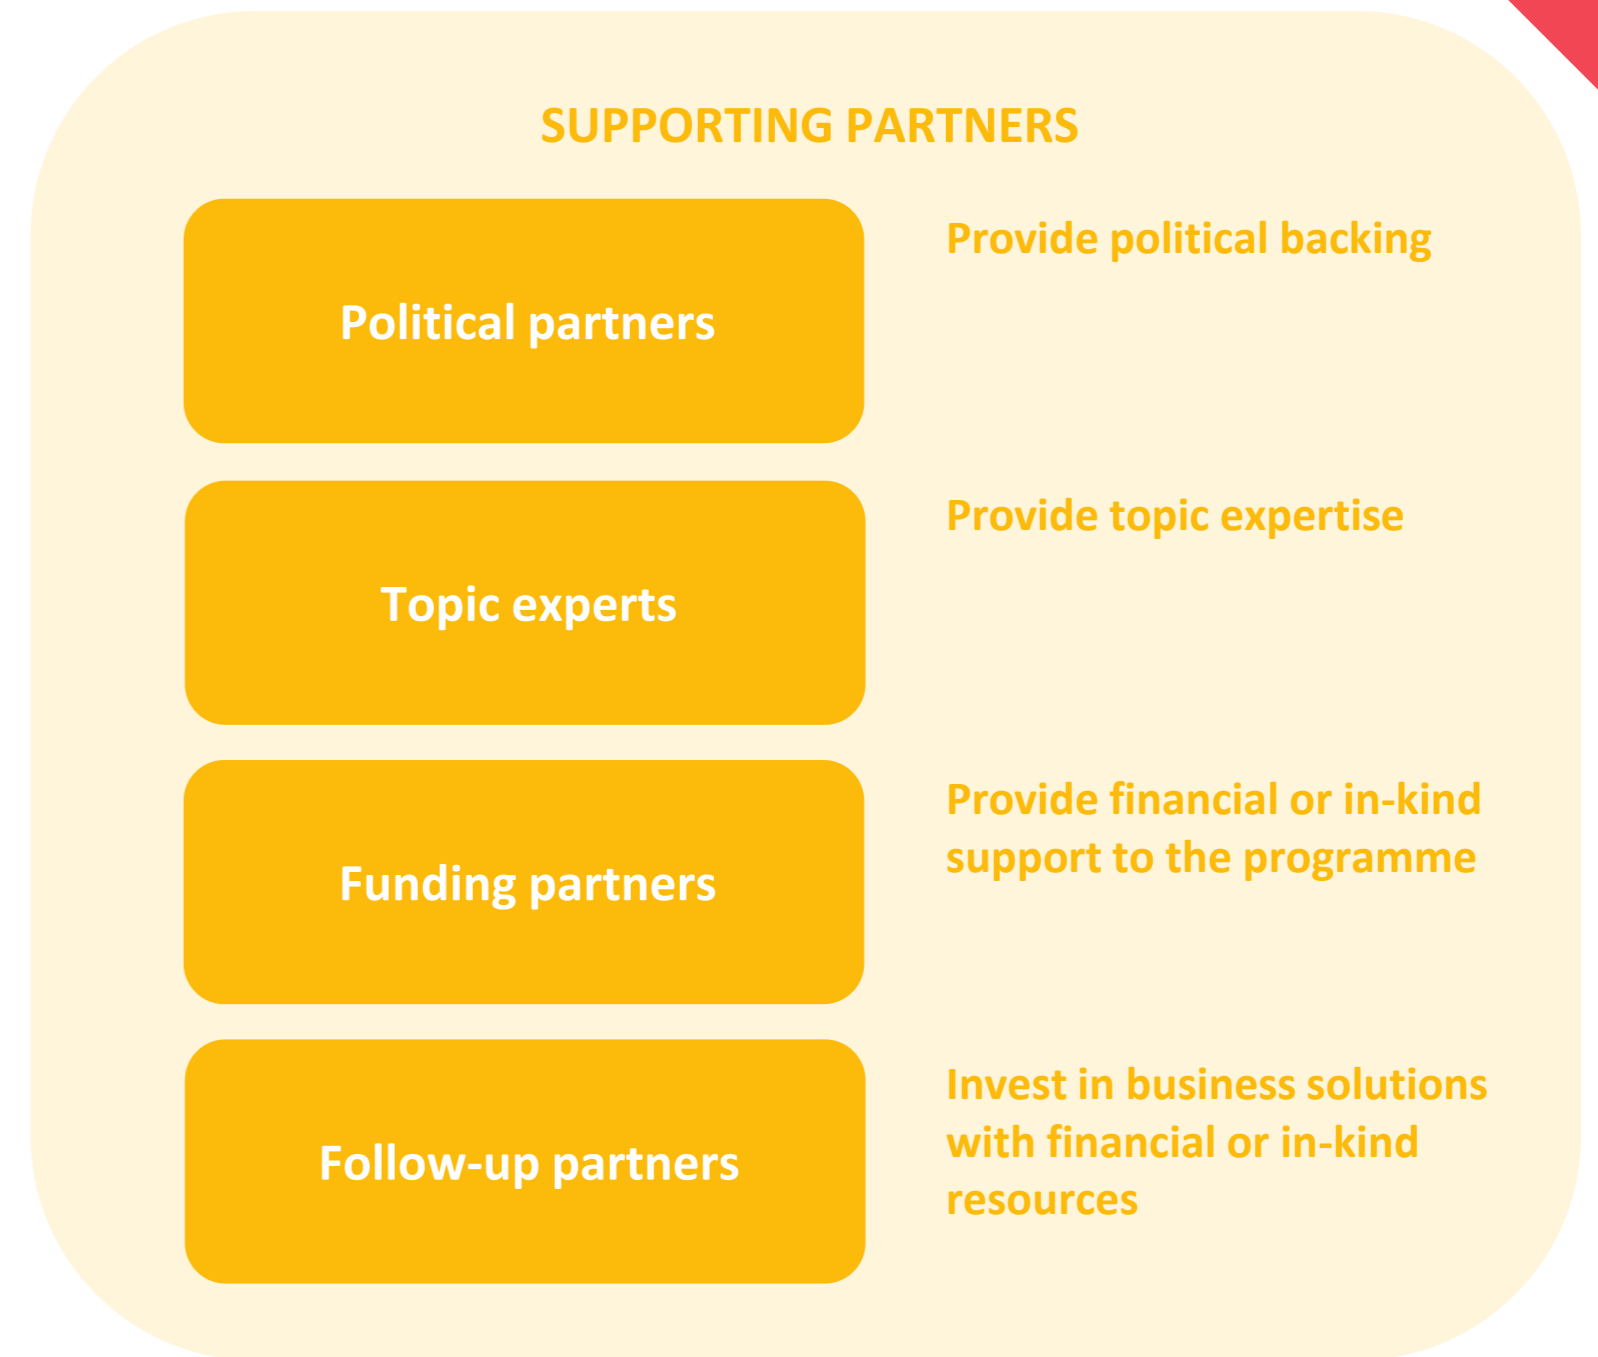 SUPPORTING PARTNERS
Political partners
Provide political backing
Topic experts
Provide topic expertise
Funding partners
Provide financial or in-kind
support to the programme
Follow-up partners
Invest in business solutions
with financial or in-kind
resources